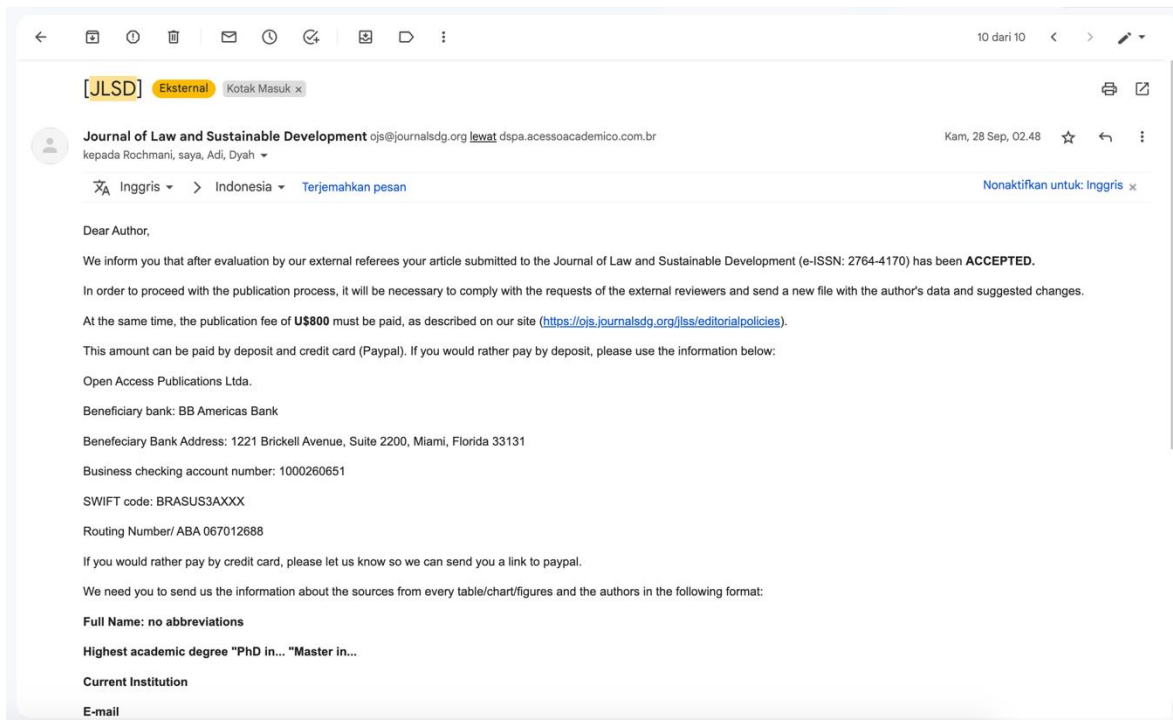 10 dari 10
[JLSD] Eksternal Kotak Masuk ×
Journal of Law and Sustainable Development ojs@journalsdg.org lewat dspa.acessoacademico.com.br
Kam, 28 Sep, 02.48
kepada Rochmani, saya, Adi, Dyah
Inggris > Indonesia Terjemahkan pesan
Nonaktifkan untuk: Inggris ×
Dear Author,
We inform you that after evaluation by our external referees your article submitted to the Journal of Law and Sustainable Development (e-ISSN: 2764-4170) has been ACCEPTED.
In order to proceed with the publication process, it will be necessary to comply with the requests of the external reviewers and send a new file with the author's data and suggested changes.
At the same time, the publication fee of U$800 must be paid, as described on our site (https://ojs.journalsdg.org/jlss/editorialpolicies).
This amount can be paid by deposit and credit card (Paypal). If you would rather pay by deposit, please use the information below:
Open Access Publications Ltda.
Beneficiary bank: BB Americas Bank
Benefeciary Bank Address: 1221 Brickell Avenue, Suite 2200, Miami, Florida 33131
Business checking account number: 1000260651
SWIFT code: BRASUS3AXXX
Routing Number/ ABA 067012688
If you would rather pay by credit card, please let us know so we can send you a link to paypal.
We need you to send us the information about the sources from every table/chart/figures and the authors in the following format:
Full Name: no abbreviations
Highest academic degree "PhD in... "Master in...
Current Institution
E-mail